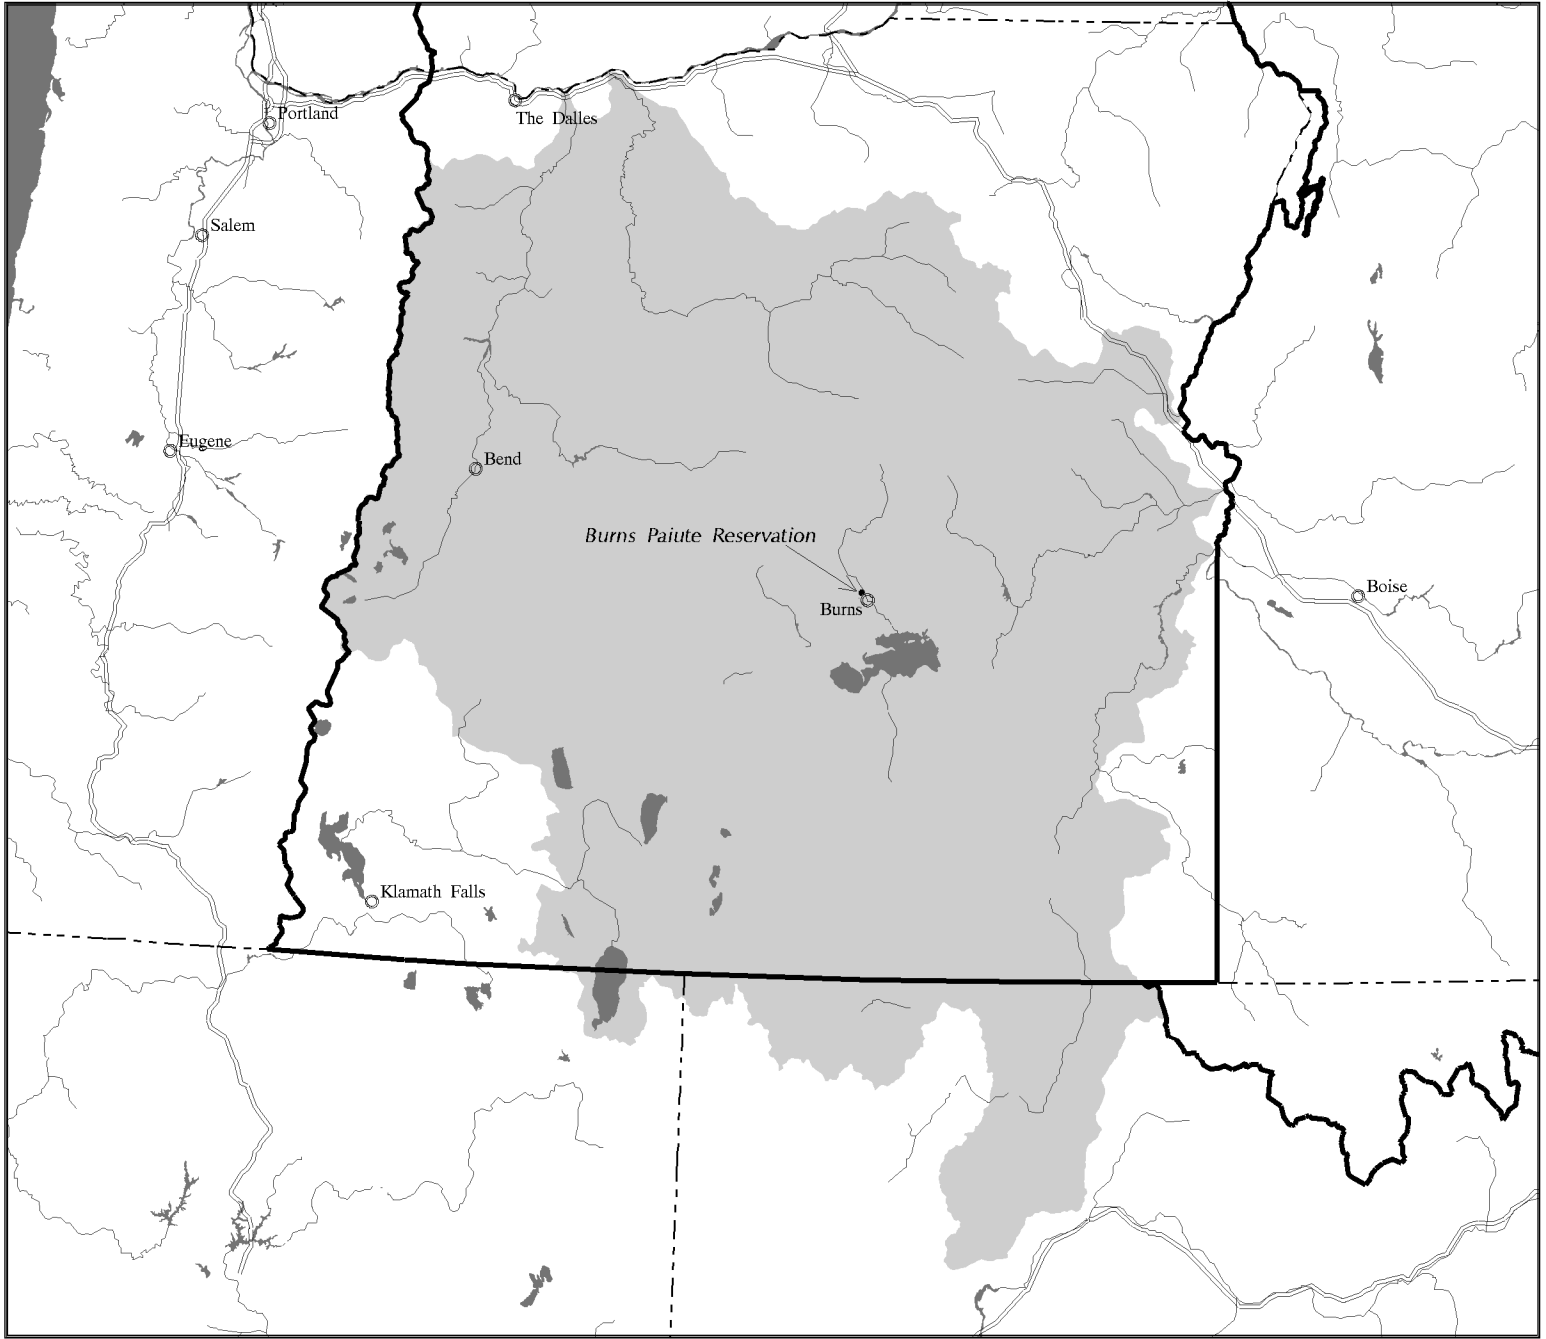 Portland
The Dalles
Salem
Eugene
Bend
Burns Paiute Reservation
Boise
Burns
Klamath Falls